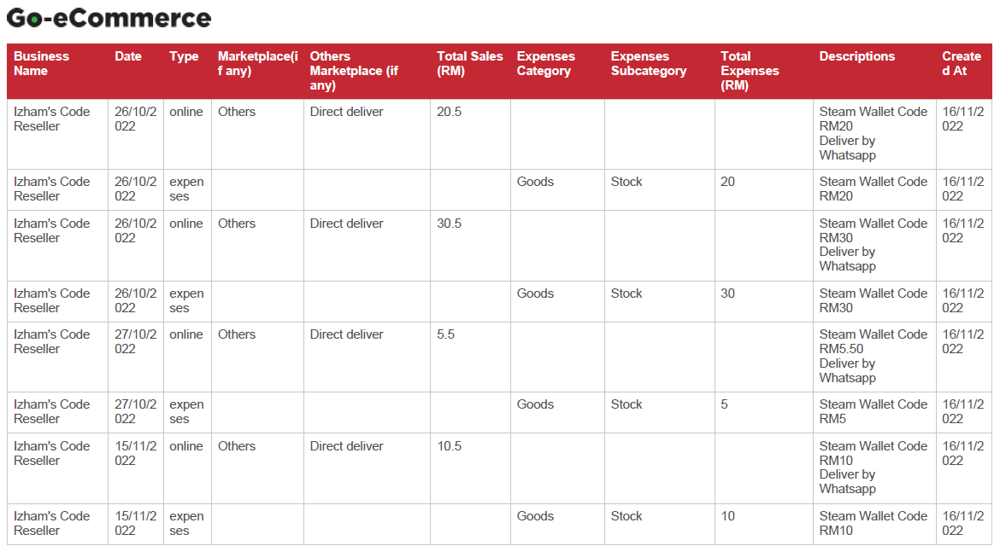 Go-eCommerce
Business Name | Date | Type | Marketplace(if any) | Others Marketplace (if any) | Total Sales (RM) | Expenses Category | Expenses Subcategory | Total Expenses (RM) | Descriptions | Created At
Izham's Code Reseller | 26/10/2022 | online | Others | Direct deliver | 20.5 | | | | Steam Wallet Code RM20 Deliver by Whatsapp | 16/11/2022
Izham's Code Reseller | 26/10/2022 | expenses | | | | Goods | Stock | 20 | Steam Wallet Code RM20 | 16/11/2022
Izham's Code Reseller | 26/10/2022 | online | Others | Direct deliver | 30.5 | | | | Steam Wallet Code RM30 Deliver by Whatsapp | 16/11/2022
Izham's Code Reseller | 26/10/2022 | expenses | | | | Goods | Stock | 30 | Steam Wallet Code RM30 | 16/11/2022
Izham's Code Reseller | 27/10/2022 | online | Others | Direct deliver | 5.5 | | | | Steam Wallet Code RM5.50 Deliver by Whatsapp | 16/11/2022
Izham's Code Reseller | 27/10/2022 | expenses | | | | Goods | Stock | 5 | Steam Wallet Code RM5 | 16/11/2022
Izham's Code Reseller | 15/11/2022 | online | Others | Direct deliver | 10.5 | | | | Steam Wallet Code RM10 Deliver by Whatsapp | 16/11/2022
Izham's Code Reseller | 15/11/2022 | expenses | | | | Goods | Stock | 10 | Steam Wallet Code RM10 | 16/11/2022